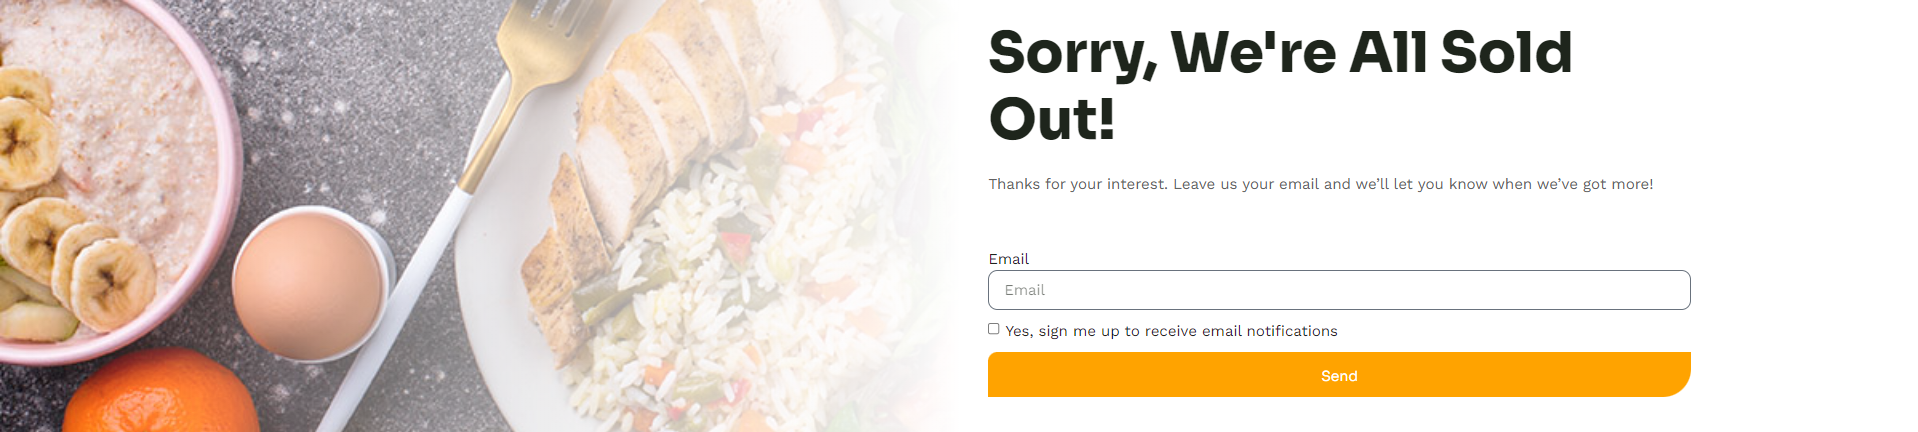 Sorry, We're All Sold
Out!
Thanks for your interest. Leave us your email and we’ll let you know when we’ve got more!
Email
Email
Yes, sign me up to receive email notifications
Send